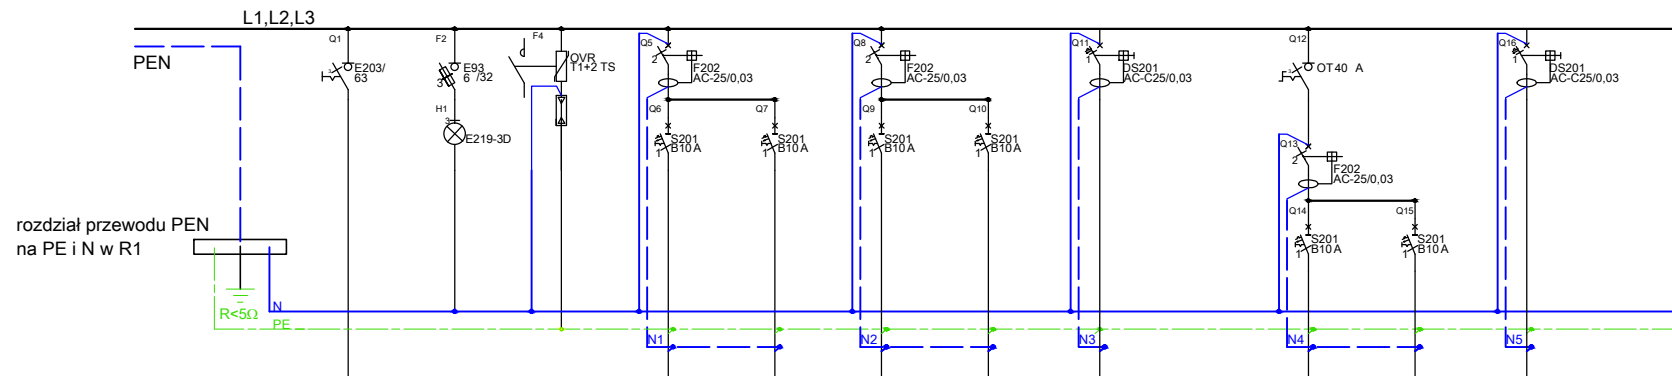 L1,L2,L3
PEN
Q1
E203/
63
F2
E93
6 /32
3
H1
3
E219-3D
F4
OVR
T1+2 TS
Q5
2
F202
AC-25/0,03
Q6
S201
B10 A
1
Q7
S201
B10 A
1
Q8
2
F202
AC-25/0,03
Q9
S201
B10 A
1
Q10
S201
B10 A
1
Q11
1
DS201
AC-C25/0,03
Q12
OT40 A
Q13
2
F202
AC-25/0,03
Q14
S201
B10 A
1
Q15
S201
B10 A
1
Q16
1
DS201
AC-C25/0,03
rozdział przewodu PEN
na PE i N w R1
R<5Ω
N
PE
N1
N2
N3
N4
N5